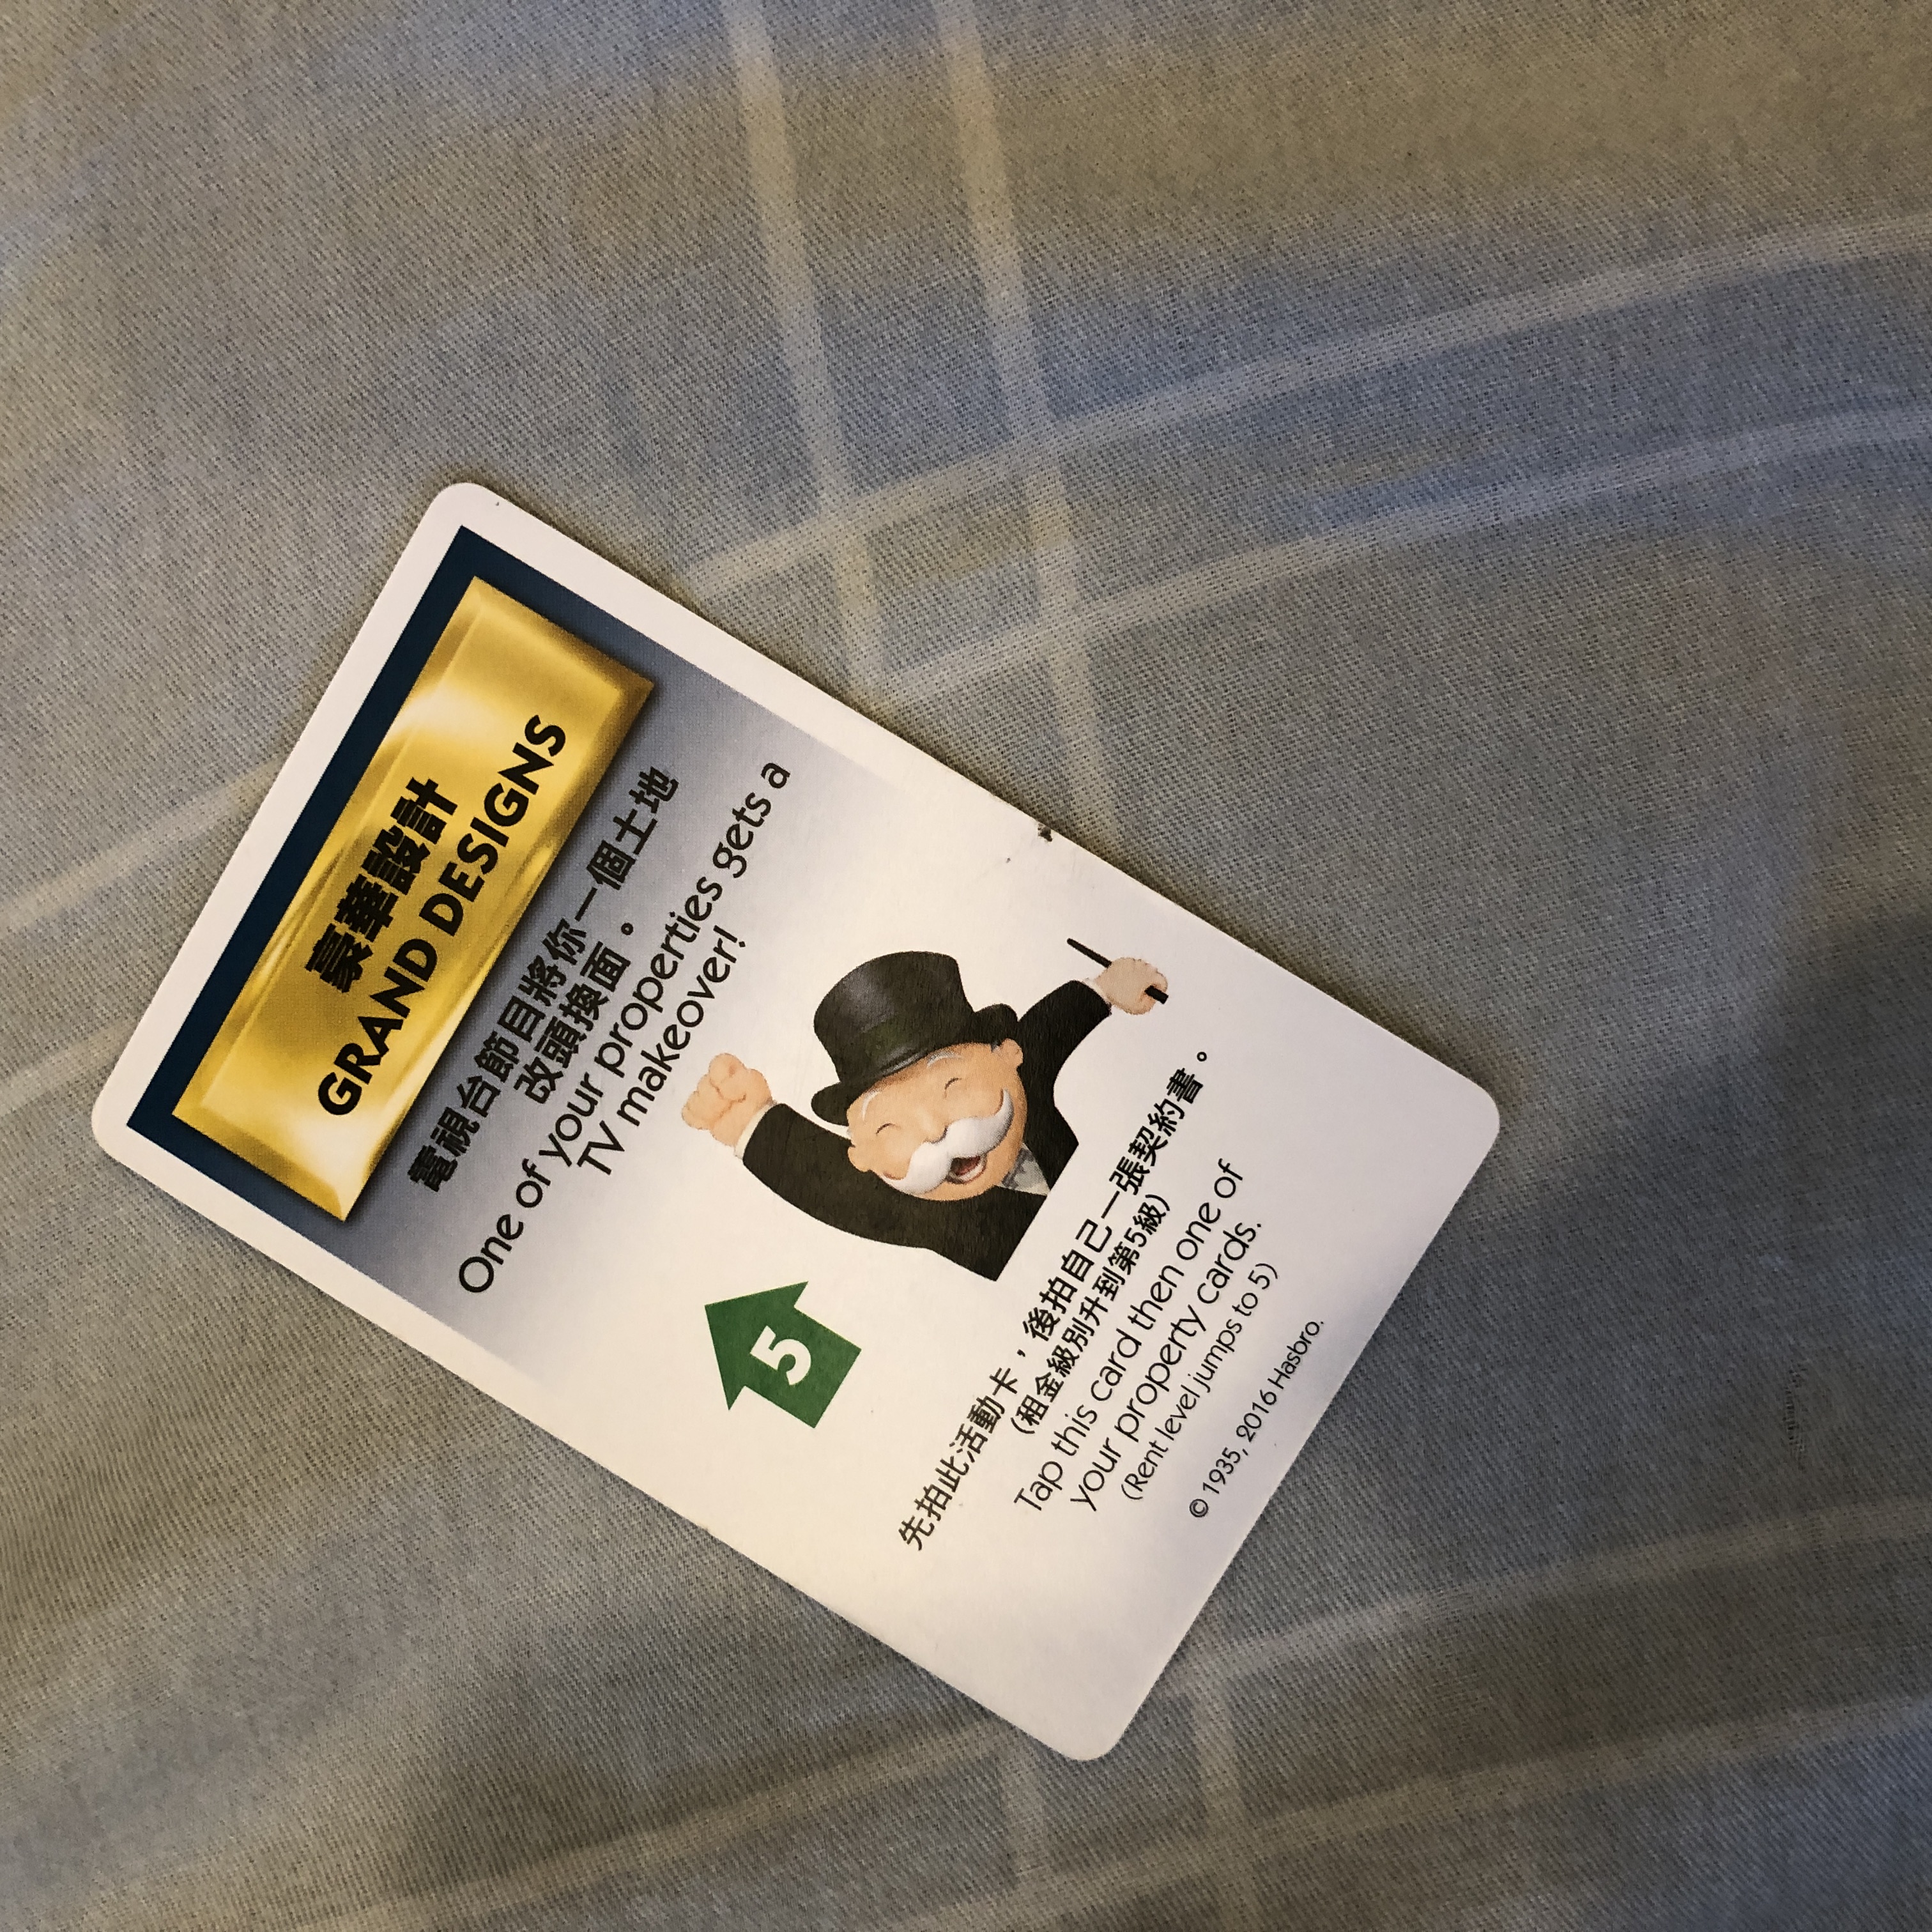 豪華設計
GRAND DESIGNS
電視台節目將你一個土地
改頭換面。
One of your properties gets a
TV makeover!
5
先拍此活動卡，後拍自己一張契約書。
(租金級別升到第5級)
Tap this card then one of
your property cards.
(Rent level jumps to 5)
© 1935, 2016 Hasbro.